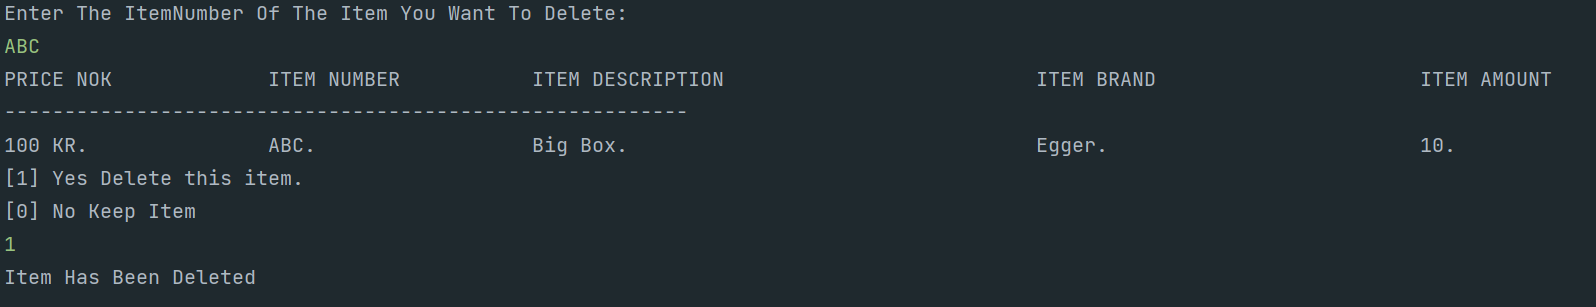 Enter The ItemNumber Of The Item You Want To Delete:
ABC
PRICE NOK             ITEM NUMBER           ITEM DESCRIPTION                          ITEM BRAND                      ITEM AMOUNT
---------------------------------------------------------
100 KR.               ABC.                  Big Box.                                  Egger.                          10.
[1] Yes Delete this item.
[0] No Keep Item
1
Item Has Been Deleted